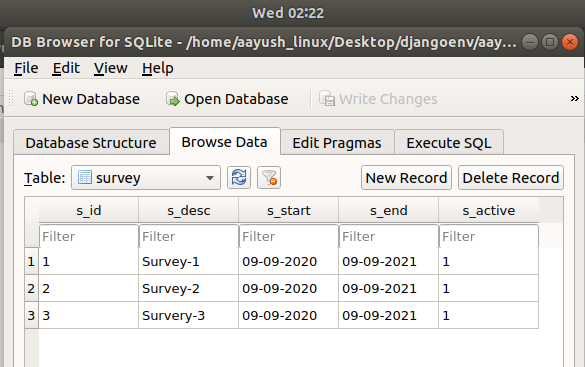 Wed 02:22
DB Browser for SQLite - /home/aayush_linux/Desktop/djangoenv/aay...
File Edit View Help
New Database Open Database Write Changes »
Database Structure Browse Data Edit Pragmas Execute SQL
Table: survey New Record Delete Record
s_id s_desc s_start s_end s_active
Filter Filter Filter Filter Filter
1 1 Survey-1 09-09-2020 09-09-2021 1
2 2 Survey-2 09-09-2020 09-09-2021 1
3 3 Survery-3 09-09-2020 09-09-2021 1